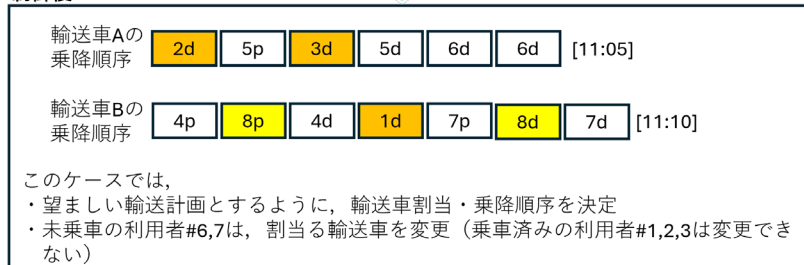 輸送車Aの
乗降順序 2d 5p 3d 5d 6d 6d [11:05]
輸送車Bの
乗降順序 4p 8p 4d 1d 7p 8d 7d [11:10]
このケースでは,
・望ましい輸送計画とするように，輸送車割当・乗降順序を決定
・未乗車の利用者#6,7は，割当る輸送車を変更（乗車済みの利用者#1,2,3は変更でき
ない）